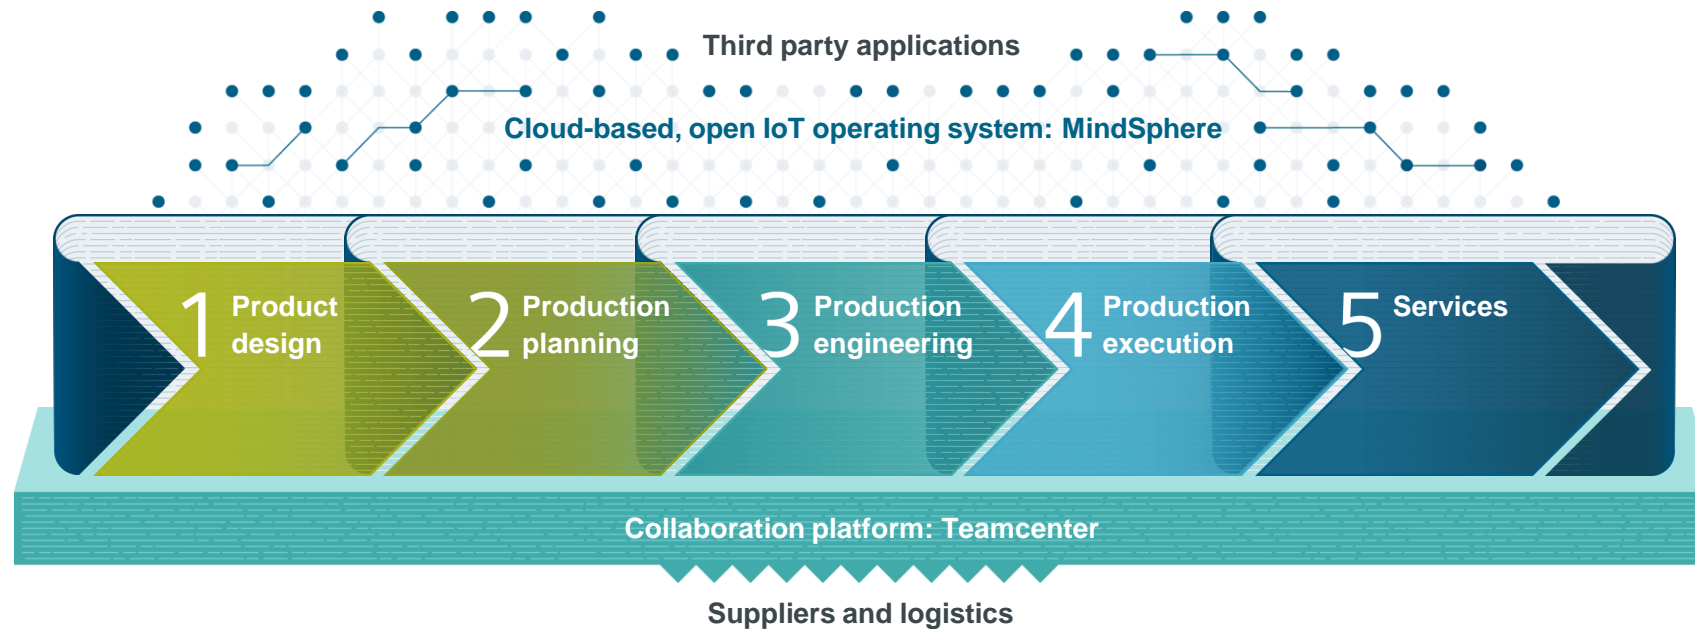 Third party applications
Cloud-based, open IoT operating system: MindSphere
1 Product
design
2 Production
planning
3 Production
engineering
4 Production
execution
5 Services
Collaboration platform: Teamcenter
Suppliers and logistics